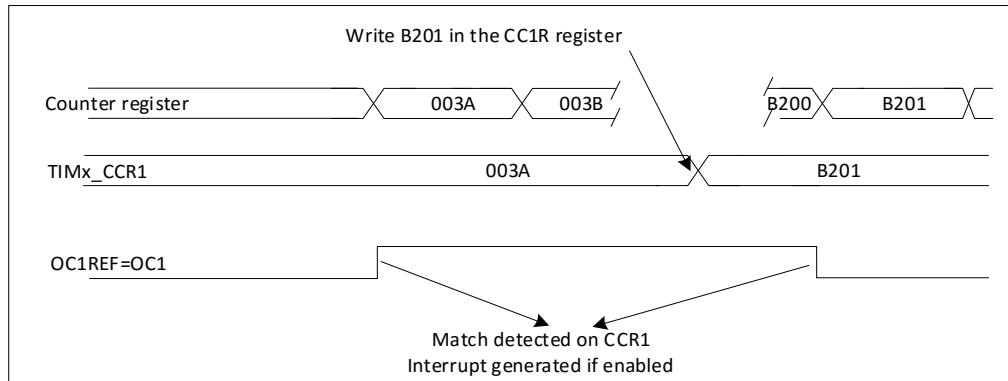 Write B201 in the CC1R register
Counter register 003A 003B B200 B201
TIMx_CCR1 003A B201
OC1REF=OC1
Match detected on CCR1
Interrupt generated if enabled